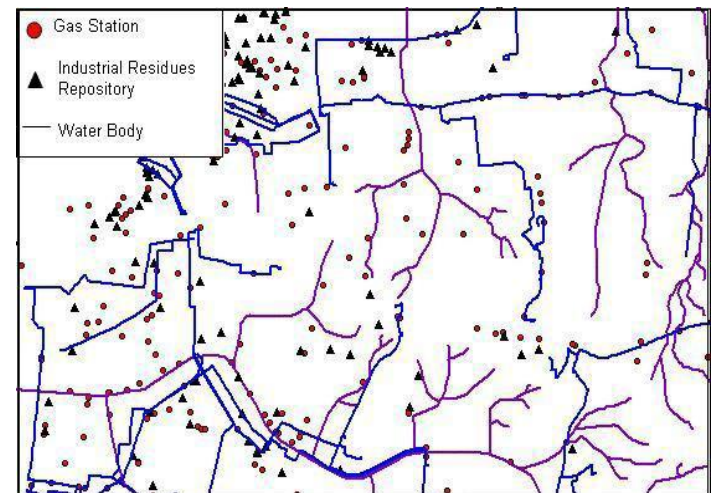 Gas Station
Industrial Residues
Repository
Water Body